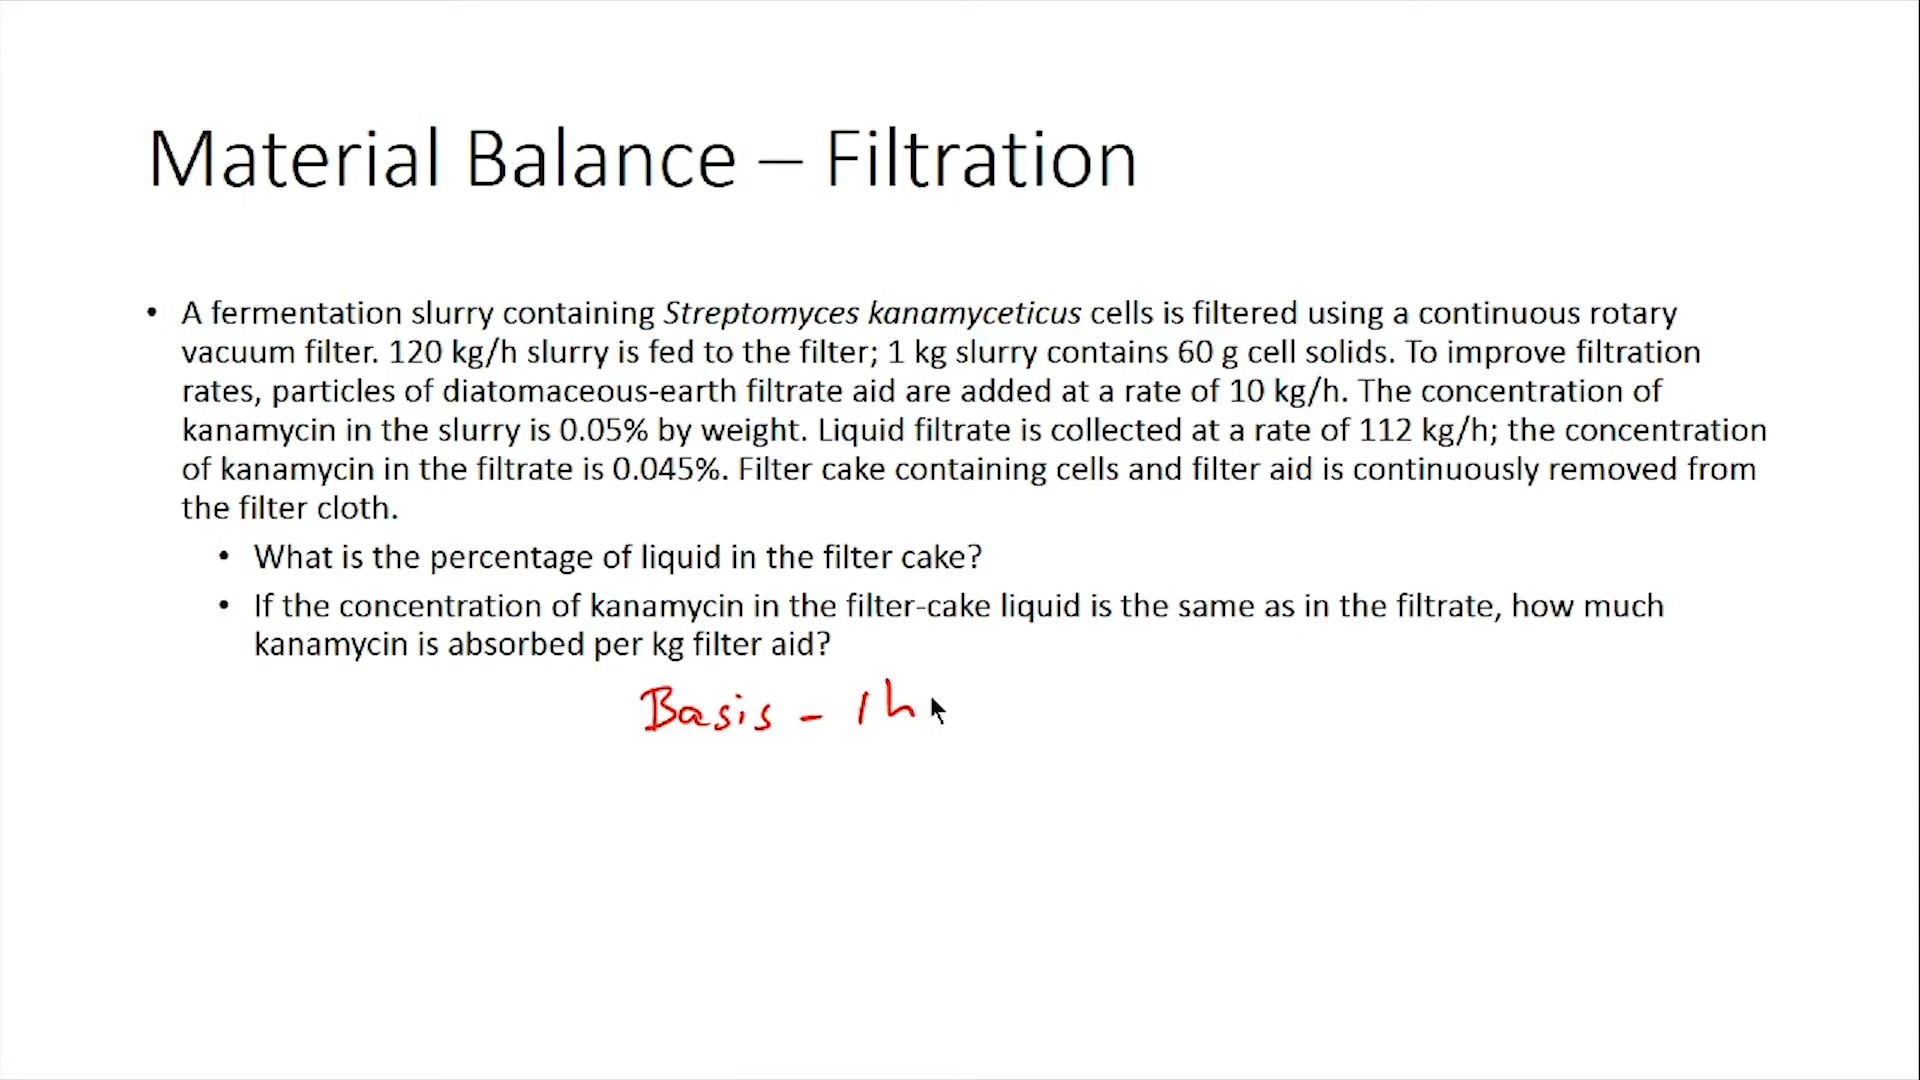 Material Balance – Filtration
• A fermentation slurry containing Streptomyces kanamyceticus cells is filtered using a continuous rotary
vacuum filter. 120 kg/h slurry is fed to the filter; 1 kg slurry contains 60 g cell solids. To improve filtration
rates, particles of diatomaceous-earth filtrate aid are added at a rate of 10 kg/h. The concentration of
kanamycin in the slurry is 0.05% by weight. Liquid filtrate is collected at a rate of 112 kg/h; the concentration
of kanamycin in the filtrate is 0.045%. Filter cake containing cells and filter aid is continuously removed from
the filter cloth.
• What is the percentage of liquid in the filter cake?
• If the concentration of kanamycin in the filter-cake liquid is the same as in the filtrate, how much
kanamycin is absorbed per kg filter aid?
Basis - 1h